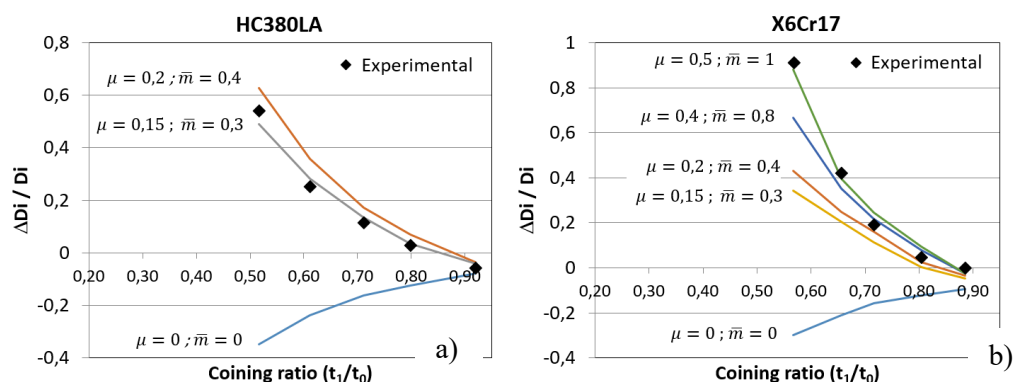 HC380LA
0,8
0,6
0,4
0,2
0
-0,2
-0,4
ΔDi / Di
◆ Experimental
μ = 0,2 ; m̅ = 0,4
μ = 0,15 ; m̅ = 0,3
μ = 0 ; m̅ = 0
0,20 0,30 0,40 0,50 0,60 0,70 0,80 0,90
Coining ratio (t₁/t₀)
a)
X6Cr17
1
0,8
0,6
0,4
0,2
0
-0,2
-0,4
ΔDi / Di
◆ Experimental
μ = 0,5 ; m̅ = 1
μ = 0,4 ; m̅ = 0,8
μ = 0,2 ; m̅ = 0,4
μ = 0,15 ; m̅ = 0,3
μ = 0 ; m̅ = 0
0,20 0,30 0,40 0,50 0,60 0,70 0,80 0,90
Coining ratio (t₁/t₀)
b)